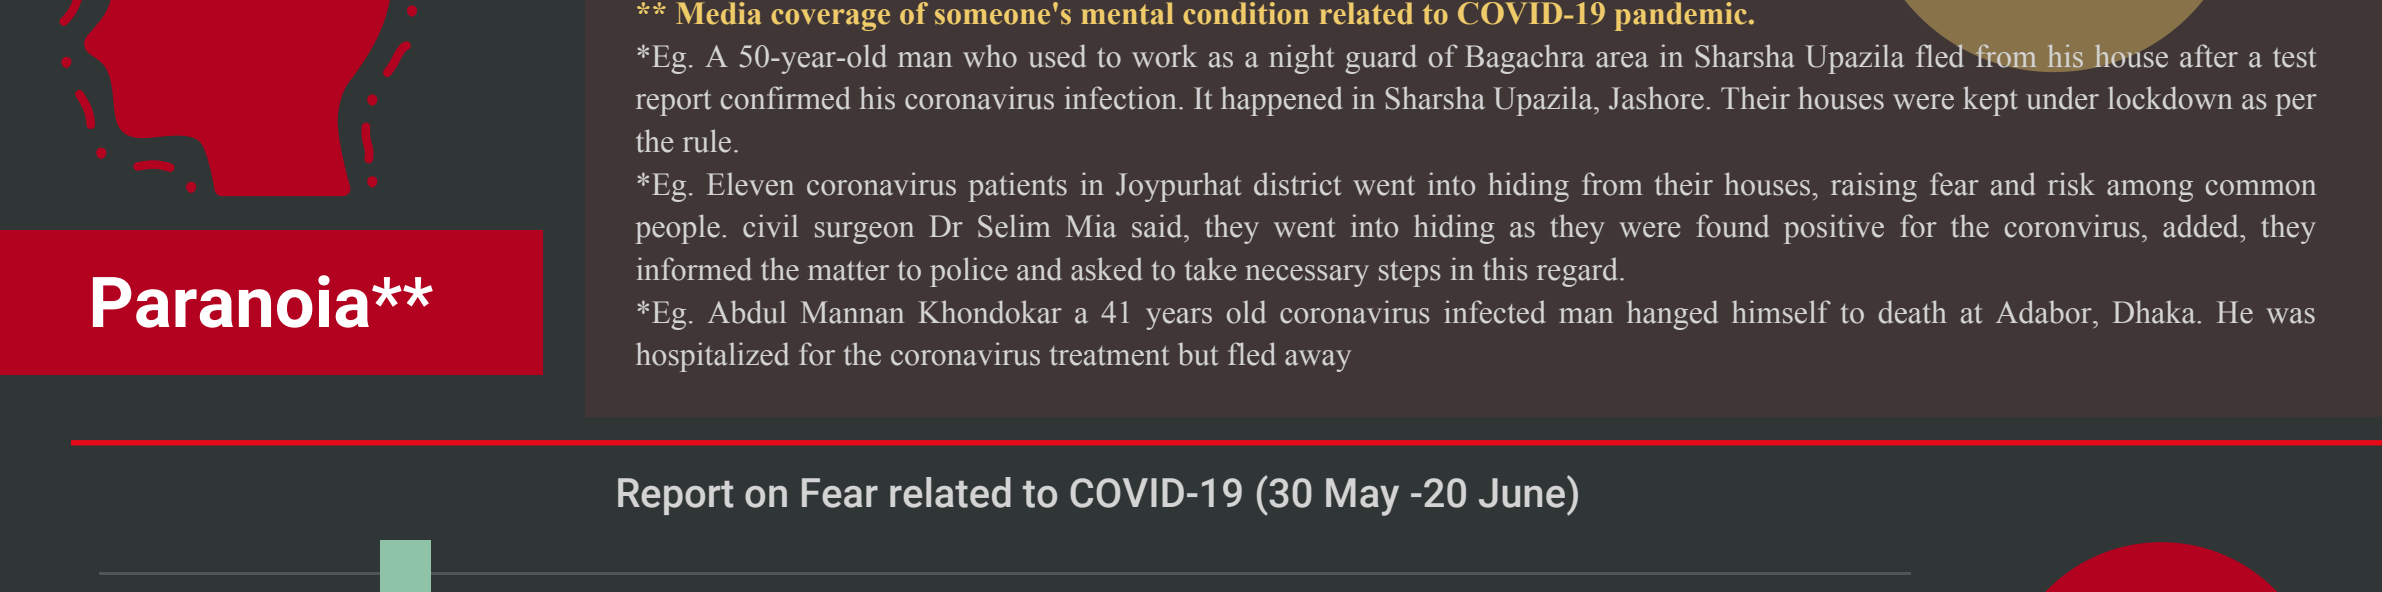 ** Media coverage of someone's mental condition related to COVID-19 pandemic.
*Eg. A 50-year-old man who used to work as a night guard of Bagachra area in Sharsha Upazila fled from his house after a test
report confirmed his coronavirus infection. It happened in Sharsha Upazila, Jashore. Their houses were kept under lockdown as per
the rule.
*Eg. Eleven coronavirus patients in Joypurhat district went into hiding from their houses, raising fear and risk among common
people. civil surgeon Dr Selim Mia said, they went into hiding as they were found positive for the coronvirus, added, they
informed the matter to police and asked to take necessary steps in this regard.
*Eg. Abdul Mannan Khondokar a 41 years old coronavirus infected man hanged himself to death at Adabor, Dhaka. He was
hospitalized for the coronavirus treatment but fled away
Paranoia**
Report on Fear related to COVID-19 (30 May -20 June)